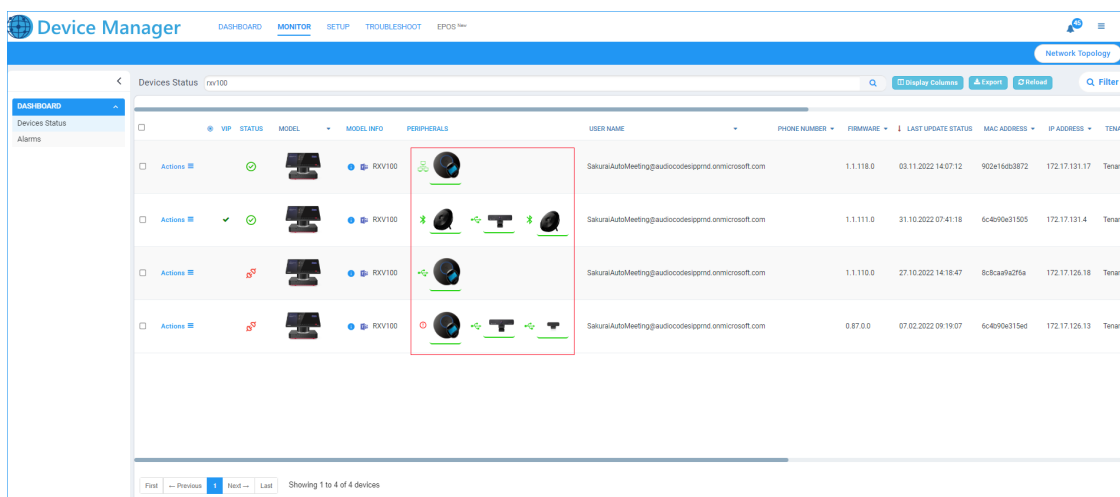 Device Manager
DASHBOARD MONITOR SETUP TROUBLESHOOT EPOS New
45
Network Topology
Devices Status rxv100 Display Columns Export Reload Filter
DASHBOARD
Devices Status
Alarms
VIP STATUS MODEL MODEL INFO PERIPHERALS USER NAME PHONE NUMBER FIRMWARE LAST UPDATE STATUS MAC ADDRESS IP ADDRESS TENA
Actions RXV100 SakuraiAutoMeeting@audiocodesipprnd.onmicrosoft.com 1.1.118.0 03.11.2022 14:07:12 902e16db3872 172.17.131.17 Tenar
Actions RXV100 SakuraiAutoMeeting@audiocodesipprnd.onmicrosoft.com 1.1.111.0 31.10.2022 07:41:18 6c4b90e31505 172.17.131.4 Tenar
Actions RXV100 SakuraiAutoMeeting@audiocodesipprnd.onmicrosoft.com 1.1.110.0 27.10.2022 14:18:47 8c8caa9a2f6a 172.17.126.18 Tenar
Actions RXV100 SakuraiAutoMeeting@audiocodesipprnd.onmicrosoft.com 0.87.0.0 07.02.2022 09:19:07 6c4b90e315ed 172.17.126.13 Tenar
First ← Previous 1 Next → Last Showing 1 to 4 of 4 devices